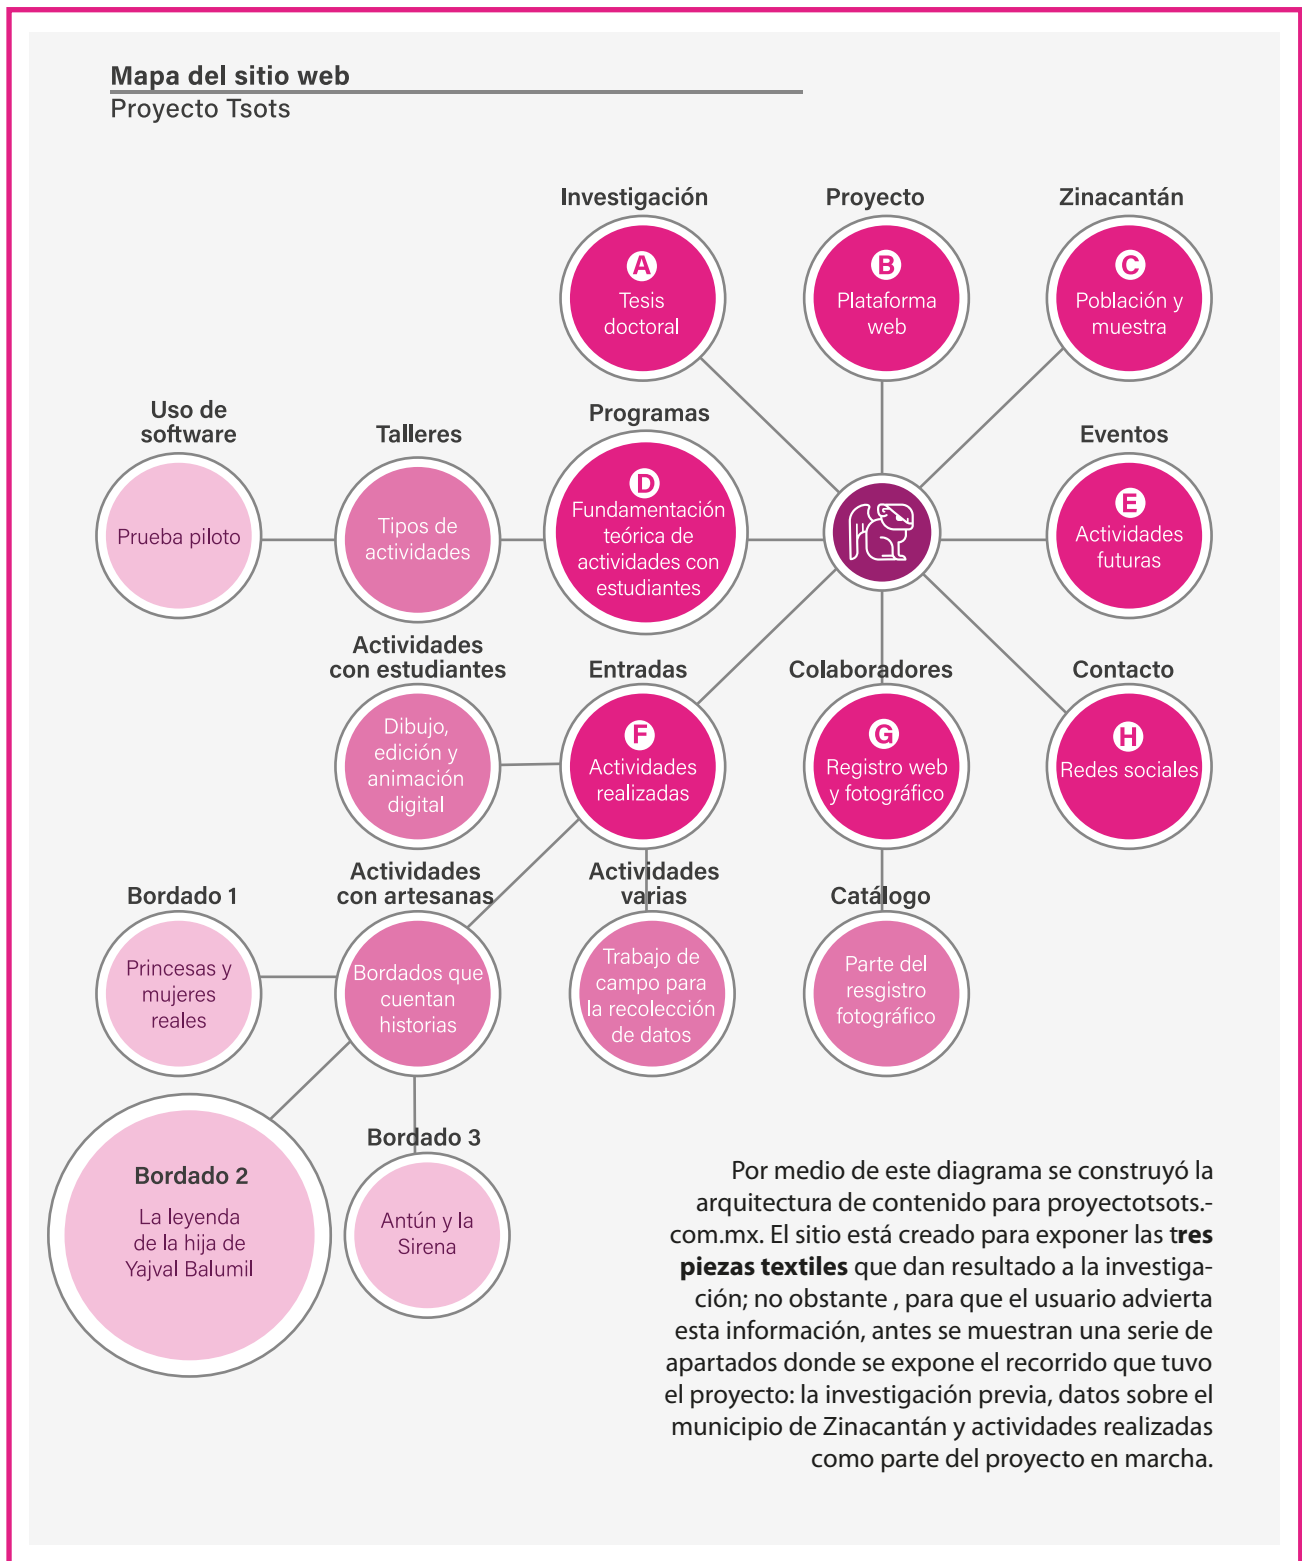 Mapa del sitio web
Proyecto Tsots
Investigación
A
Tesis
doctoral
Proyecto
B
Plataforma
web
Zinacantán
C
Población y
muestra
Uso de
software
Prueba piloto
Talleres
Tipos de
actividades
Programas
D
Fundamentación
teórica de
actividades con
estudiantes
Eventos
E
Actividades
futuras
Actividades
con estudiantes
Dibujo,
edición y
animación
digital
Entradas
F
Actividades
realizadas
Colaboradores
G
Registro web
y fotográfico
Contacto
H
Redes sociales
Bordado 1
Princesas y
mujeres
reales
Actividades
con artesanas
Bordados que
cuentan
historias
Actividades
varias
Trabajo de
campo para
la recolección
de datos
Catálogo
Parte del
resgistro
fotográfico
Bordado 2
La leyenda
de la hija de
Yajval Balumil
Bordado 3
Antún y la
Sirena
Por medio de este diagrama se construyó la
arquitectura de contenido para proyectotsots.-
com.mx. El sitio está creado para exponer las tres
piezas textiles que dan resultado a la investiga-
ción; no obstante , para que el usuario advierta
esta información, antes se muestran una serie de
apartados donde se expone el recorrido que tuvo
el proyecto: la investigación previa, datos sobre el
municipio de Zinacantán y actividades realizadas
como parte del proyecto en marcha.